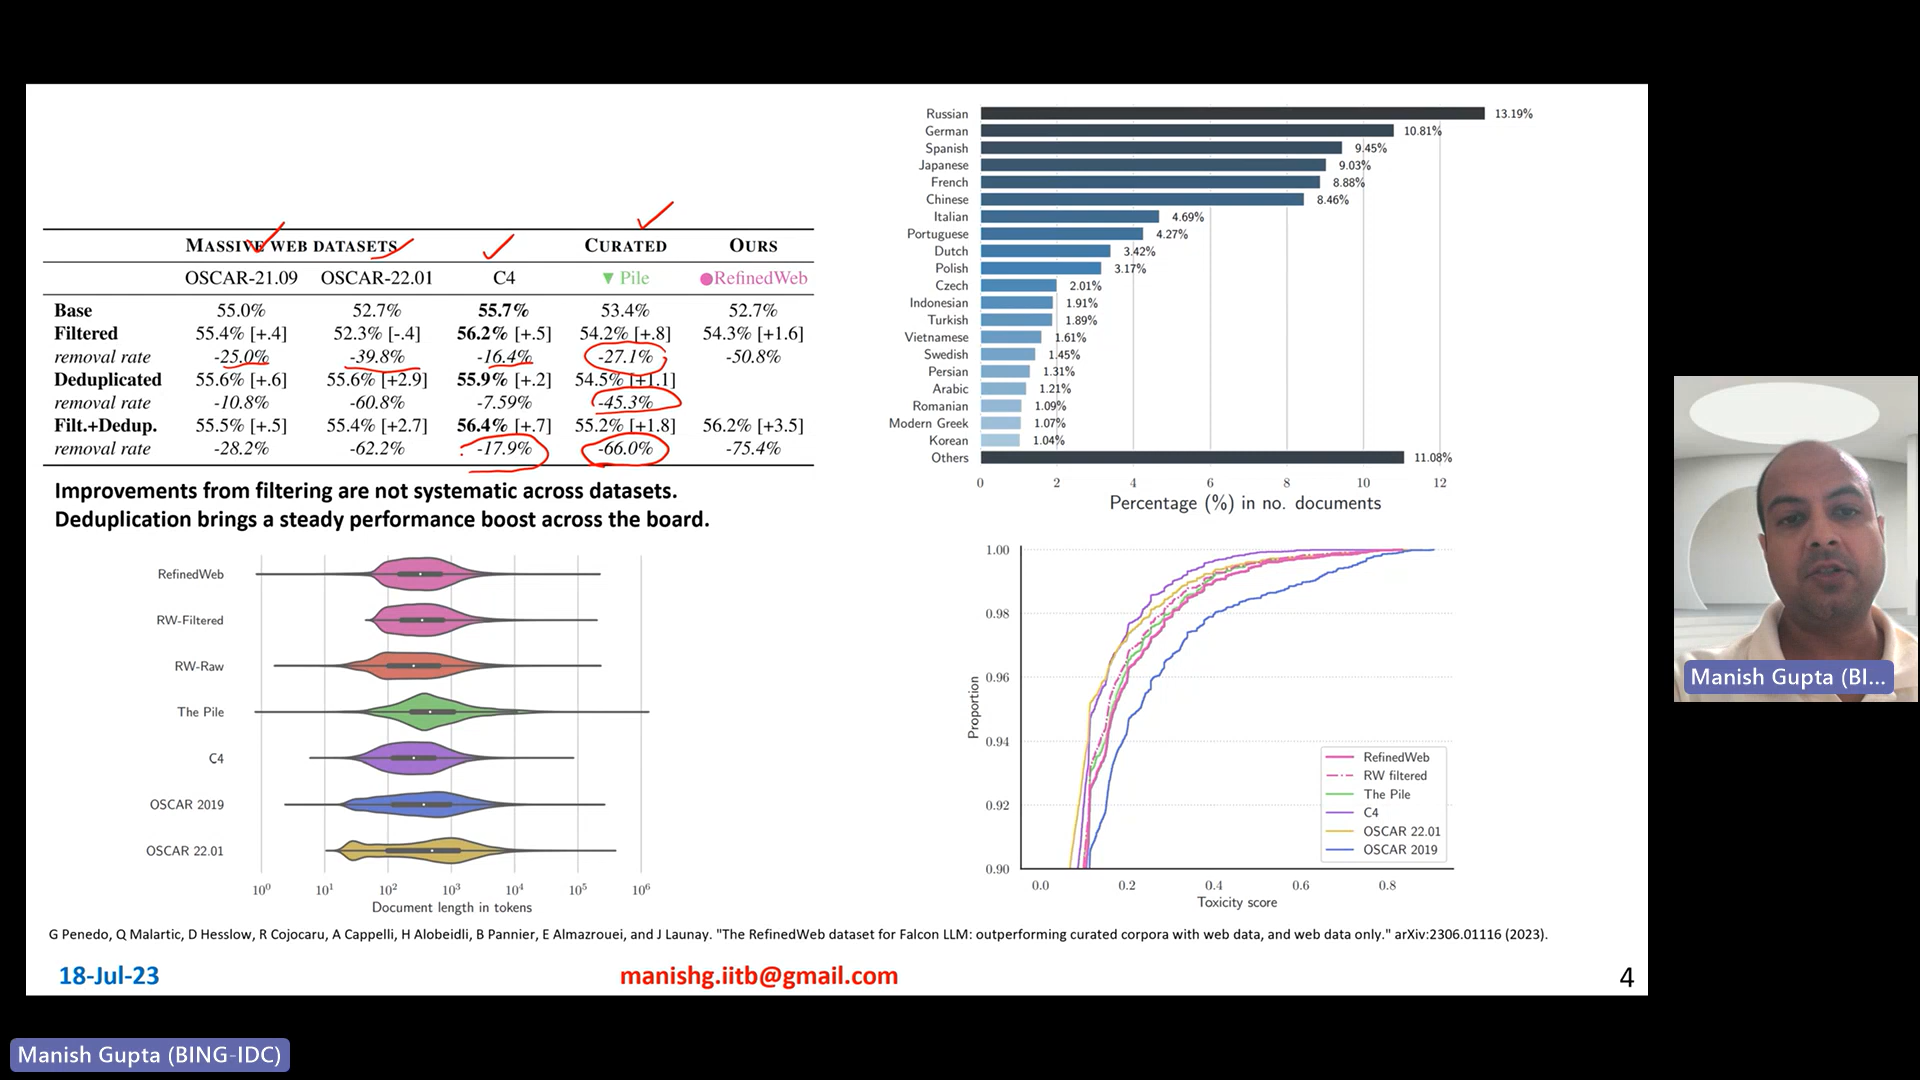 MASSIVE WEB DATASETS CURATED OURS
OSCAR-21.09 OSCAR-22.01 C4 ▼ Pile ●RefinedWeb
Base 55.0% 52.7% 55.7% 53.4% 52.7%
Filtered 55.4% [+.4] 52.3% [-.4] 56.2% [+.5] 54.2% [+.8] 54.3% [+1.6]
removal rate -25.0% -39.8% -16.4% -27.1% -50.8%
Deduplicated 55.6% [+.6] 55.6% [+2.9] 55.9% [+.2] 54.5% [+1.1]
removal rate -10.8% -60.8% -7.59% -45.3%
Filt.+Dedup. 55.5% [+.5] 55.4% [+2.7] 56.4% [+.7] 55.2% [+1.8] 56.2% [+3.5]
removal rate -28.2% -62.2% -17.9% -66.0% -75.4%
Improvements from filtering are not systematic across datasets.
Deduplication brings a steady performance boost across the board.
RefinedWeb
RW-Filtered
RW-Raw
The Pile
C4
OSCAR 2019
OSCAR 22.01
10⁰ 10¹ 10² 10³ 10⁴ 10⁵ 10⁶
Document length in tokens
Russian 13.19%
German 10.81%
Spanish 9.45%
Japanese 9.03%
French 8.88%
Chinese 8.46%
Italian 4.69%
Portuguese 4.27%
Dutch 3.42%
Polish 3.17%
Czech 2.01%
Indonesian 1.91%
Turkish 1.89%
Vietnamese 1.61%
Swedish 1.45%
Persian 1.31%
Arabic 1.21%
Romanian 1.09%
Modern Greek 1.07%
Korean 1.04%
Others 11.08%
0 2 4 6 8 10 12
Percentage (%) in no. documents
1.00
0.98
0.96
0.94
0.92
0.90
Proportion
0.0 0.2 0.4 0.6 0.8
Toxicity score
RefinedWeb
RW filtered
The Pile
C4
OSCAR 22.01
OSCAR 2019
G Penedo, Q Malartic, D Hesslow, R Cojocaru, A Cappelli, H Alobeidli, B Pannier, E Almazrouei, and J Launay. "The RefinedWeb dataset for Falcon LLM: outperforming curated corpora with web data, and web data only." arXiv:2306.01116 (2023).
18-Jul-23 manishg.iitb@gmail.com 4
Manish Gupta (BI...
Manish Gupta (BING-IDC)